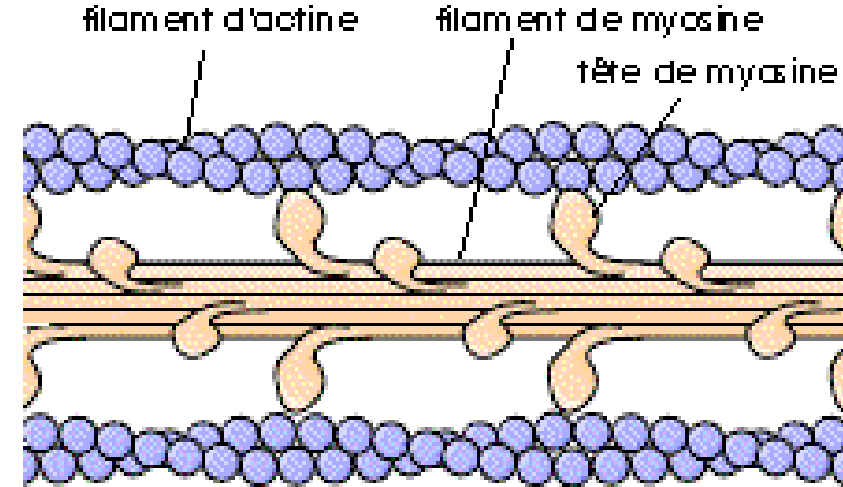 filament d'actine
filament de myosine
tête de myosine